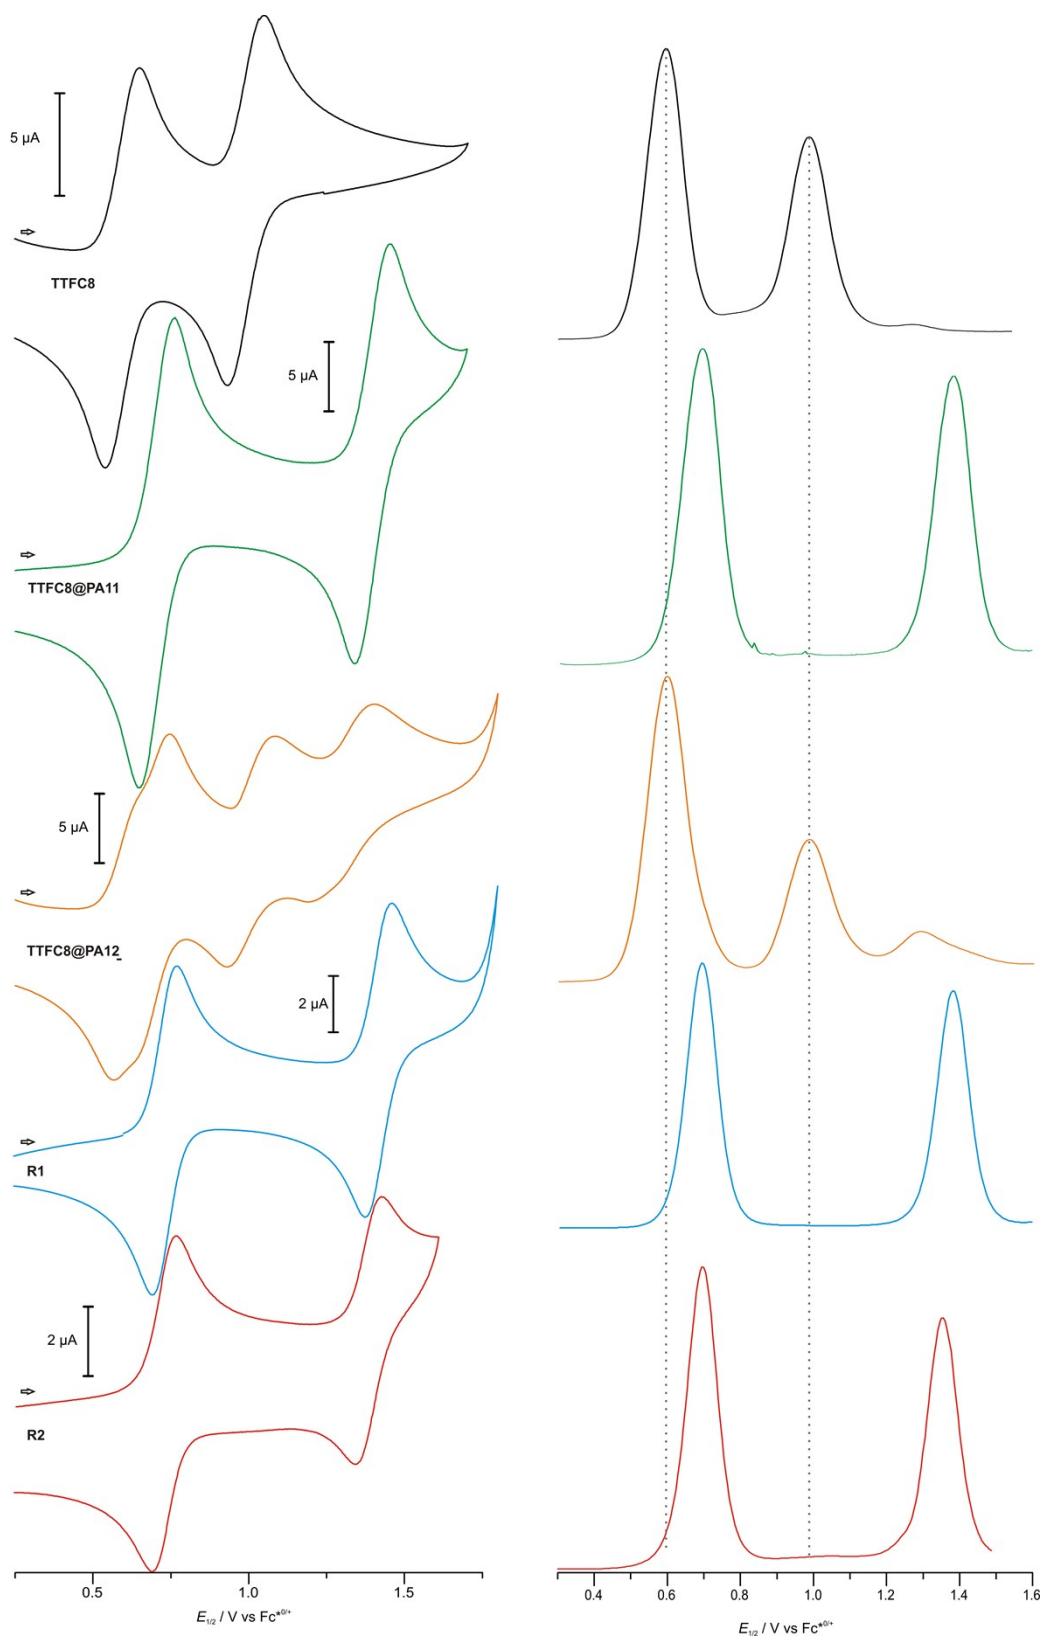 5 µA
⇨
TTFC8
5 µA
⇨
TTFC8@PA11
5 µA
⇨
TTFC8@PA12
2 µA
⇨
R1
2 µA
⇨
R2
0.5 1.0 1.5
E1/2 / V vs Fc*0/+
0.4 0.6 0.8 1.0 1.2 1.4 1.6
E1/2 / V vs Fc*0/+